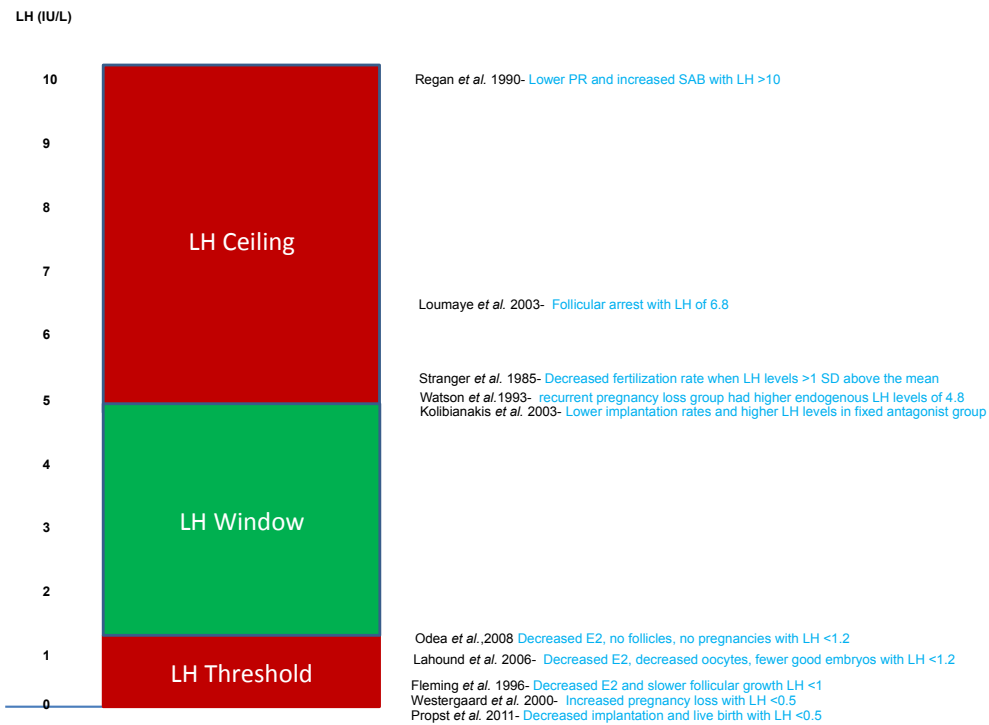 LH (IU/L)
10
Regan et al. 1990- Lower PR and increased SAB with LH >10
9
8
LH Ceiling
7
Loumaye et al. 2003- Follicular arrest with LH of 6.8
6
Stranger et al. 1985- Decreased fertilization rate when LH levels >1 SD above the mean
Watson et al.1993- recurrent pregnancy loss group had higher endogenous LH levels of 4.8
5
Kolibianakis et al. 2003- Lower implantation rates and higher LH levels in fixed antagonist group
4
LH Window
3
2
Odea et al.,2008 Decreased E2, no follicles, no pregnancies with LH <1.2
1
Lahound et al. 2006- Decreased E2, decreased oocytes, fewer good embryos with LH <1.2
LH Threshold
Fleming et al. 1996- Decreased E2 and slower follicular growth LH <1
0
Westergaard et al. 2000- Increased pregnancy loss with LH <0.5
Propst et al. 2011- Decreased implantation and live birth with LH <0.5